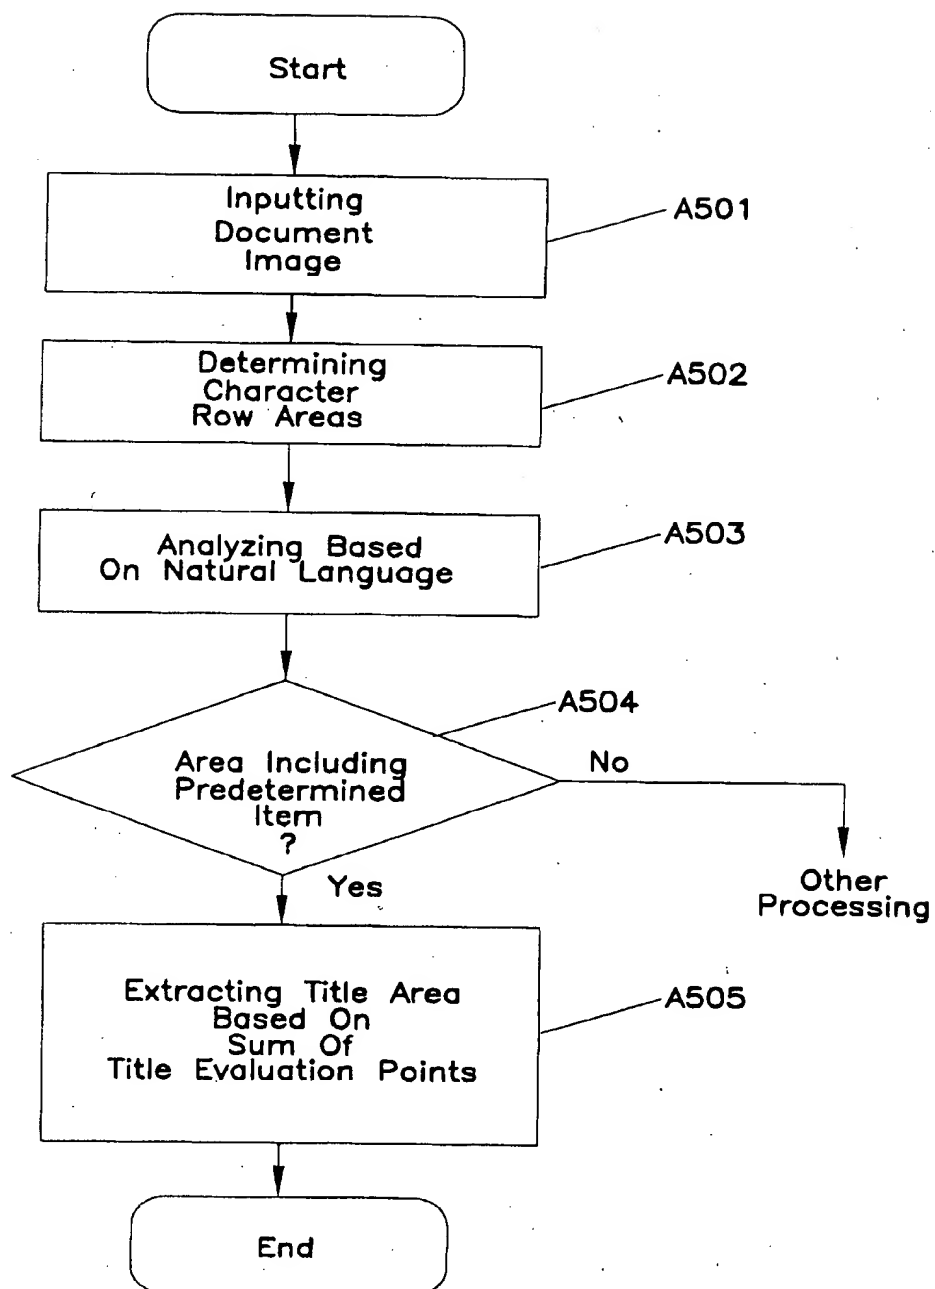 Start
Inputting
Document
Image
A501
Determining
Character
Row Areas
A502
Analyzing Based
On Natural Language
A503
A504
Area Including
Predetermined
Item
?
No
Yes
Other
Processing
Extracting Title Area
Based On
Sum Of
Title Evaluation Points
A505
End